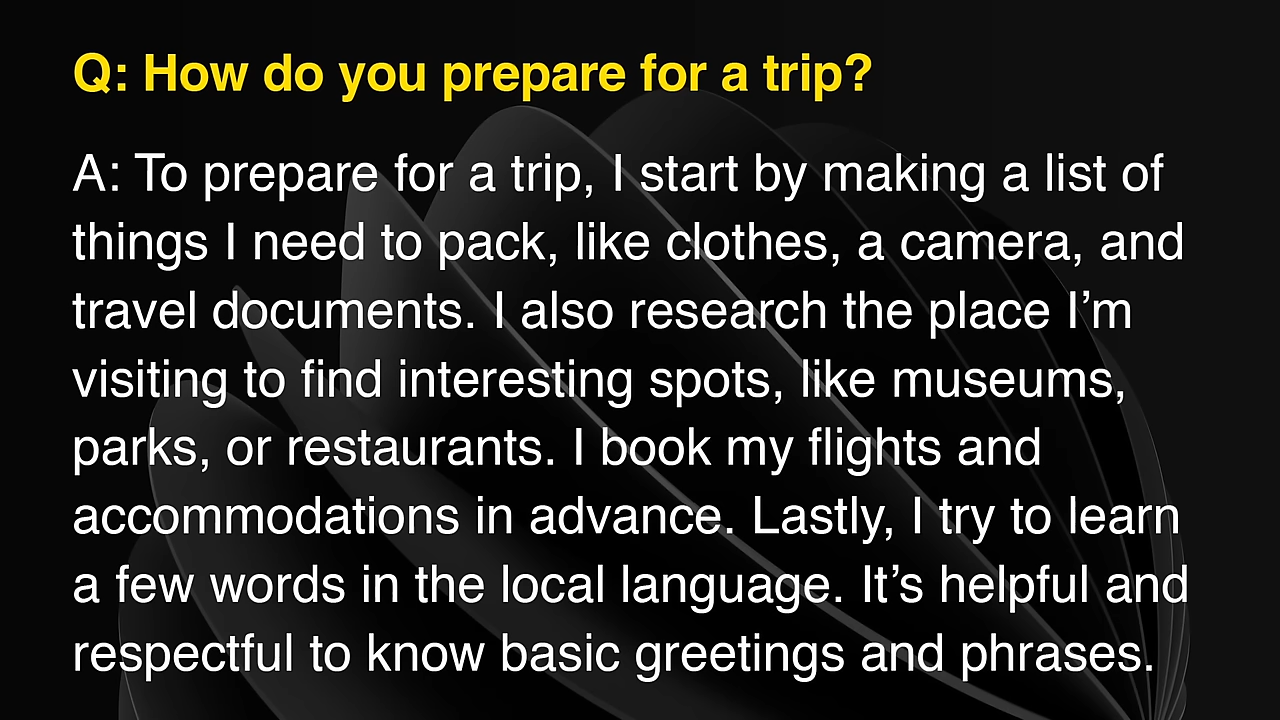 Q: How do you prepare for a trip?
A: To prepare for a trip, I start by making a list of
things I need to pack, like clothes, a camera, and
travel documents. I also research the place I’m
visiting to find interesting spots, like museums,
parks, or restaurants. I book my flights and
accommodations in advance. Lastly, I try to learn
a few words in the local language. It’s helpful and
respectful to know basic greetings and phrases.